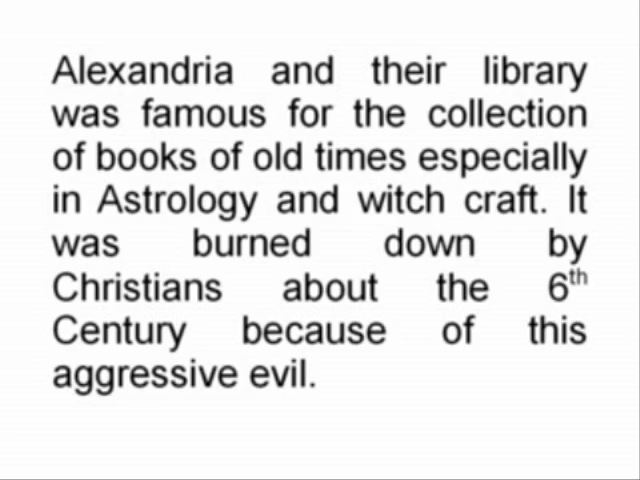 Alexandria and their library
was famous for the collection
of books of old times especially
in Astrology and witch craft. It
was burned down by
Christians about the 6th
Century because of this
aggressive evil.